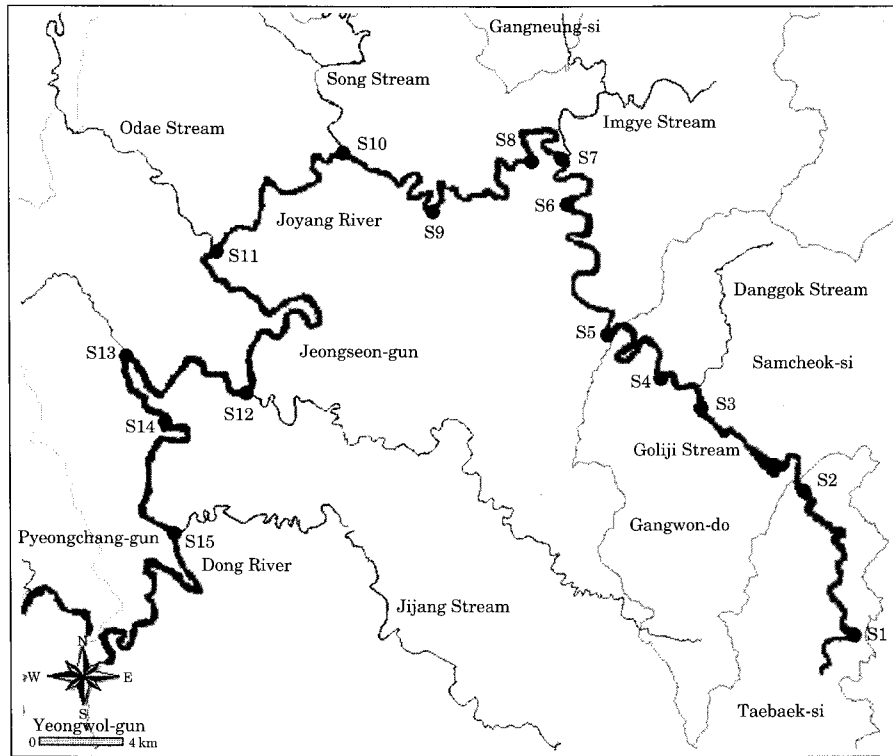 Gangneung-si
Song Stream
Odae Stream
Imgye Stream
S8
S7
S10
S6
S9
Joyang River
S11
Danggok Stream
S5
Jeongseon-gun
S13
Samcheok-si
S4
S12
S3
S14
Goliji Stream
S2
Gangwon-do
Pyeongchang-gun
S15
Dong River
Jijang Stream
S1
N
W
E
S
Taebaek-si
Yeongwol-gun
0
4 km